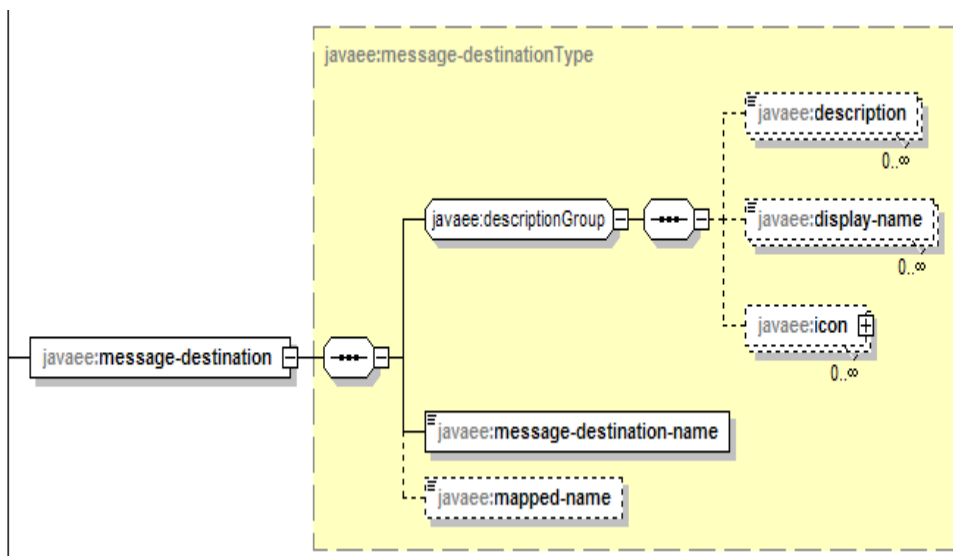 javaee:message-destinationType
javaee:description
0..∞
javaee:descriptionGroup
javaee:display-name
0..∞
javaee:icon
0..∞
javaee:message-destination
javaee:message-destination-name
javaee:mapped-name